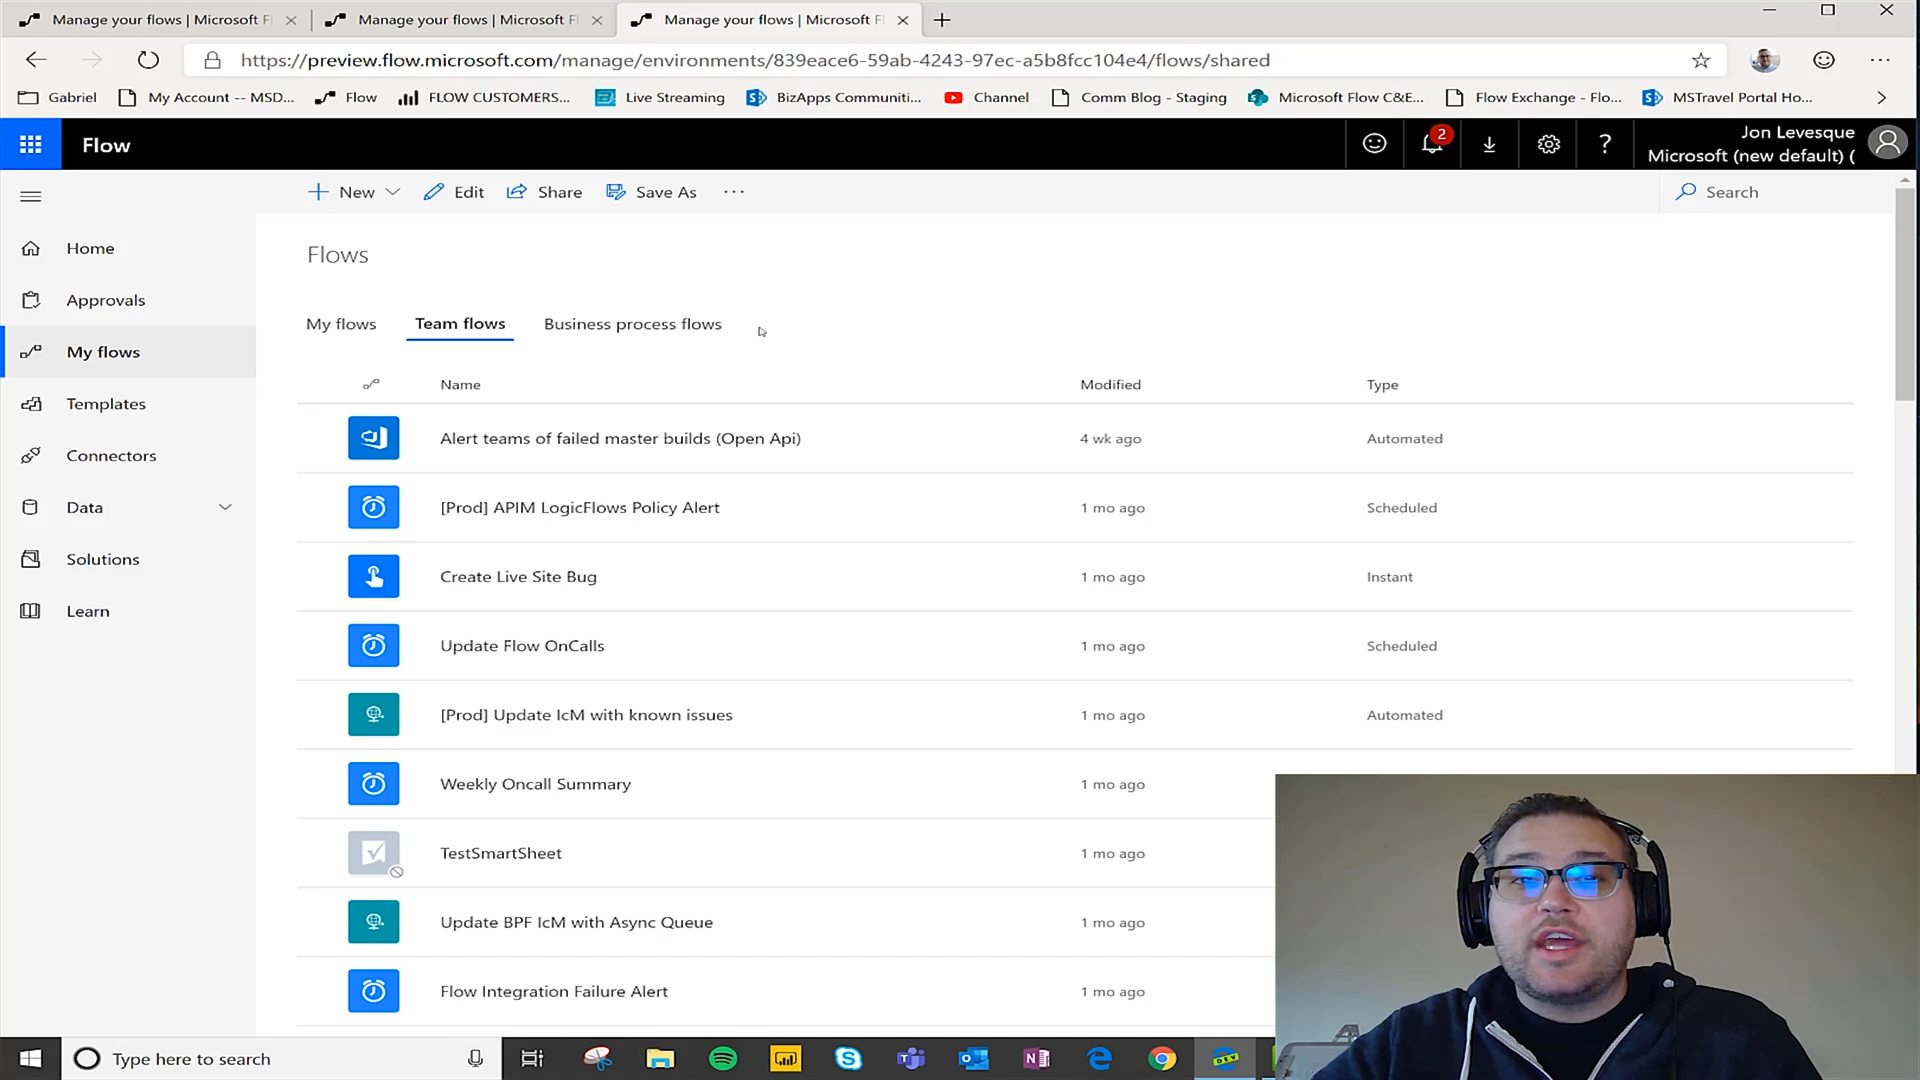 Manage your flows | Microsoft Fl
Manage your flows | Microsoft Fl
Manage your flows | Microsoft Fl
https://preview.flow.microsoft.com/manage/environments/839eace6-59ab-4243-97ec-a5b8fcc104e4/flows/shared
Gabriel
My Account -- MSD...
Flow
FLOW CUSTOMERS...
Live Streaming
BizApps Communiti...
Channel
Comm Blog - Staging
Microsoft Flow C&E...
Flow Exchange - Flo...
MSTravel Portal Ho...
Flow
2
?
Jon Levesque
Microsoft (new default) (
New
Edit
Share
Save As
Search
Home
Approvals
My flows
Templates
Connectors
Data
Solutions
Learn
Flows
My flows
Team flows
Business process flows
Name
Modified
Type
Alert teams of failed master builds (Open Api)
4 wk ago
Automated
[Prod] APIM LogicFlows Policy Alert
1 mo ago
Scheduled
Create Live Site Bug
1 mo ago
Instant
Update Flow OnCalls
1 mo ago
Scheduled
[Prod] Update IcM with known issues
1 mo ago
Automated
Weekly Oncall Summary
1 mo ago
TestSmartSheet
1 mo ago
Update BPF IcM with Async Queue
1 mo ago
Flow Integration Failure Alert
1 mo ago
Type here to search
DEV